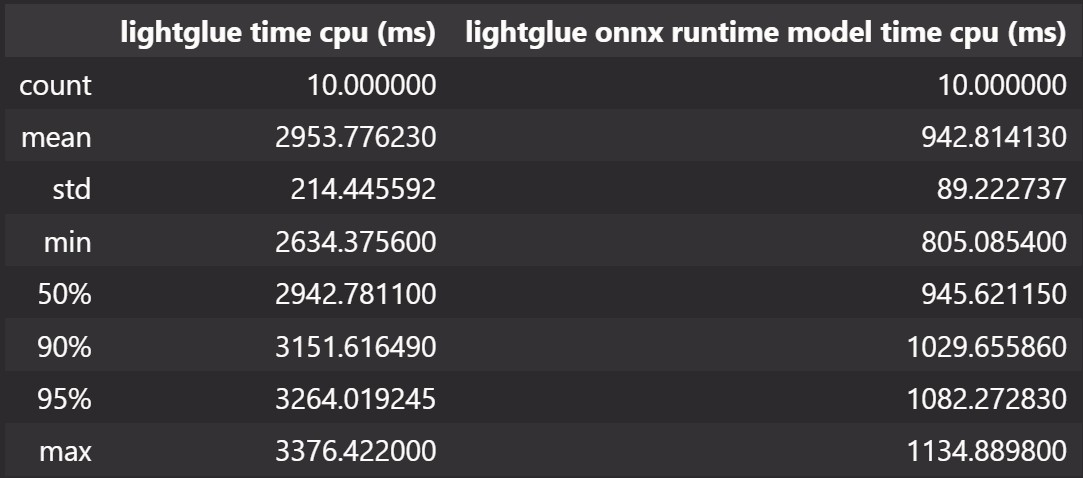 lightglue time cpu (ms) lightglue onnx runtime model time cpu (ms)
count 10.000000 10.000000
mean 2953.776230 942.814130
std 214.445592 89.222737
min 2634.375600 805.085400
50% 2942.781100 945.621150
90% 3151.616490 1029.655860
95% 3264.019245 1082.272830
max 3376.422000 1134.889800